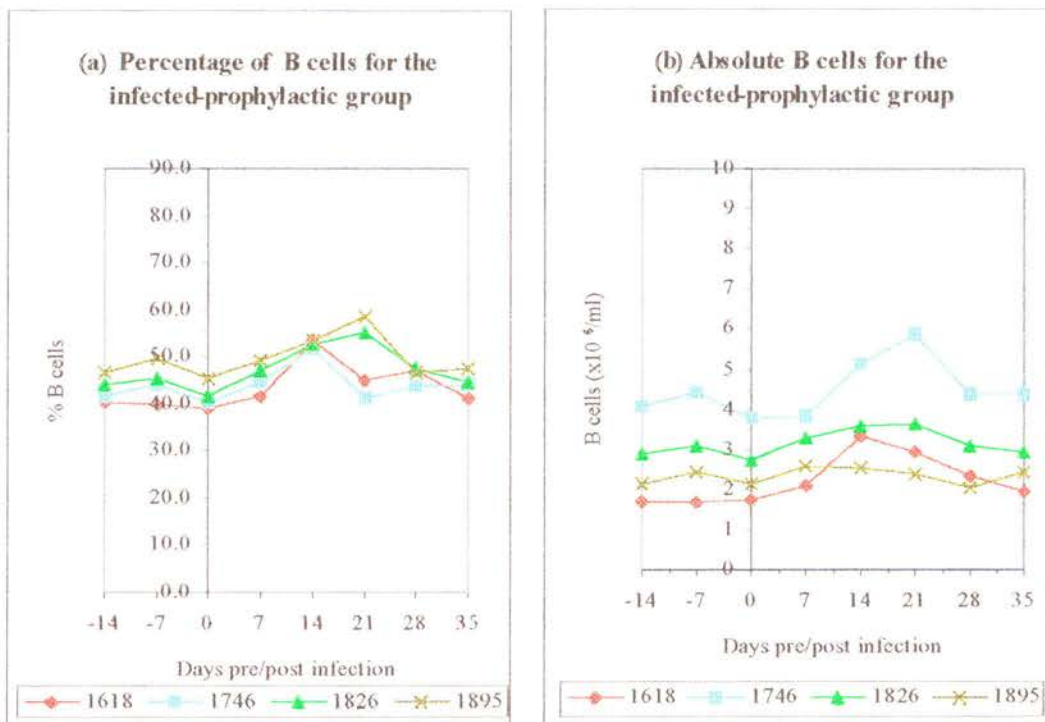 (a) Percentage of B cells for the
infected-prophylactic group
90.0
80.0
70.0
60.0
50.0
40.0
30.0
20.0
10.0
0.0
% B cells
-14 -7 0 7 14 21 28 35
Days pre/post infection
1618 1746 1826 1895
(b) Absolute B cells for the
infected-prophylactic group
10
9
8
7
6
5
4
3
2
1
0
B cells (x10 ⁶/ml)
-14 -7 0 7 14 21 28 35
Days pre/post infection
1618 1746 1826 1895